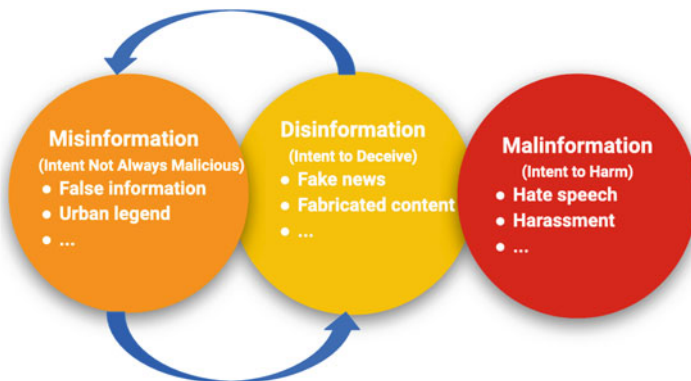 Misinformation
(Intent Not Always Malicious)
● False information
● Urban legend
● ...
Disinformation
(Intent to Deceive)
● Fake news
● Fabricated content
● ...
Malinformation
(Intent to Harm)
● Hate speech
● Harassment
● ...